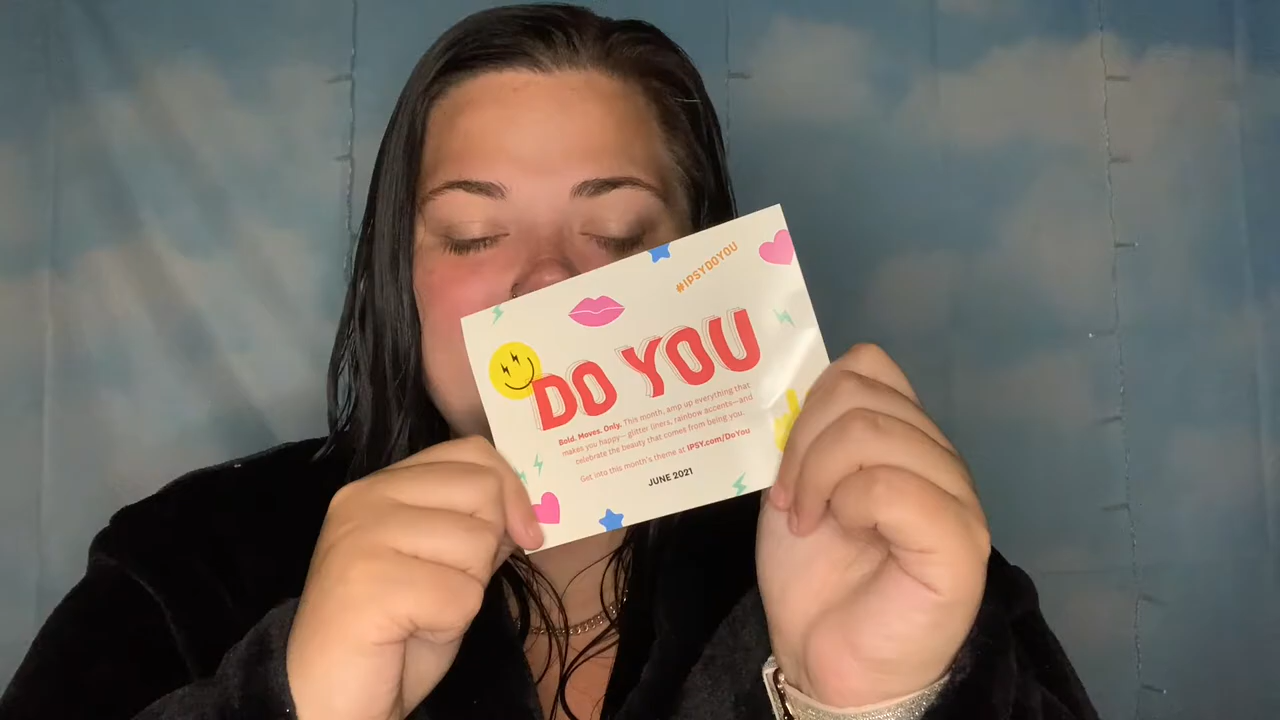 #IPSYDOYOU
DO YOU
Bold. Moves. Only. This month, amp up everything that
makes you happy— glitter liners, rainbow accents—and
celebrate the beauty that comes from being you.
Get into this month's theme at IPSY.com/DoYou
JUNE 2021